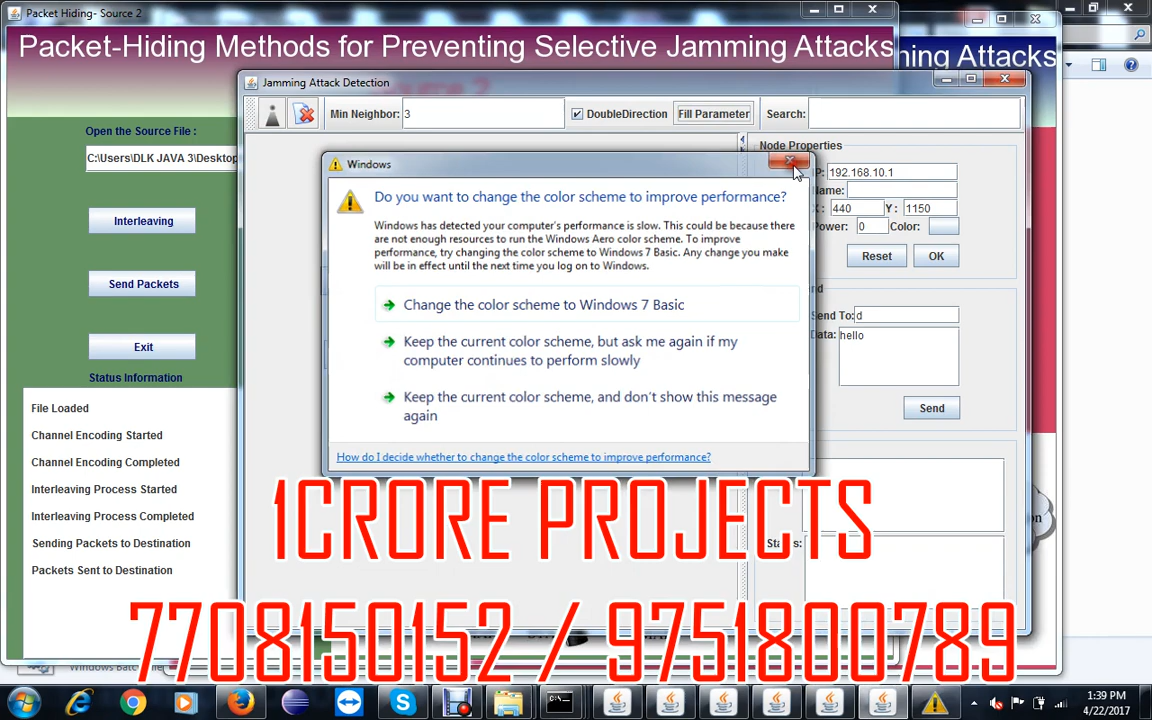 Packet Hiding- Source 2
Packet-Hiding Methods for Preventing Selective Jamming Attacks
ning Attacks
Jamming Attack Detection
Min Neighbor:
3
DoubleDirection
Fill Parameter
Search:
Open the Source File :
C:\Users\DLK JAVA 3\Desktop
Interleaving
Send Packets
Exit
Status Information
File Loaded
Channel Encoding Started
Channel Encoding Completed
Interleaving Process Started
Interleaving Process Completed
Sending Packets to Destination
Packets Sent to Destination
Windows
Do you want to change the color scheme to improve performance?
Windows has detected your computer's performance is slow. This could be because there
are not enough resources to run the Windows Aero color scheme. To improve
performance, try changing the color scheme to Windows 7 Basic. Any change you make
will be in effect until the next time you log on to Windows.
Change the color scheme to Windows 7 Basic
Keep the current color scheme, but ask me again if my
computer continues to perform slowly
Keep the current color scheme, and don't show this message
again
How do I decide whether to change the color scheme to improve performance?
Node Properties
IP: 192.168.10.1
Name:
X : 440 Y : 1150
Power: 0 Color:
Reset
OK
nd
Send To: d
Data: hello
Send
on
1CRORE PROJECTS
7708150152 / 9751800789
1:39 PM
4/22/2017